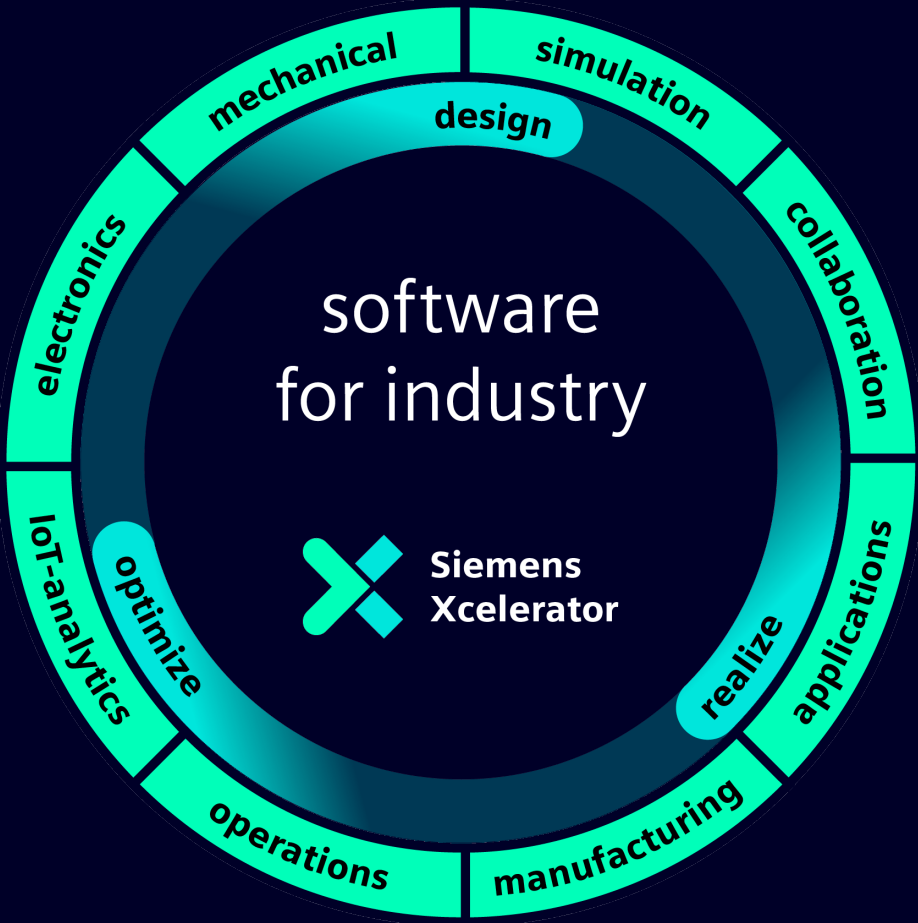 mechanical
simulation
collaboration
applications
manufacturing
operations
IoT-analytics
electronics
design
realize
optimize
software
for industry
Siemens
Xcelerator